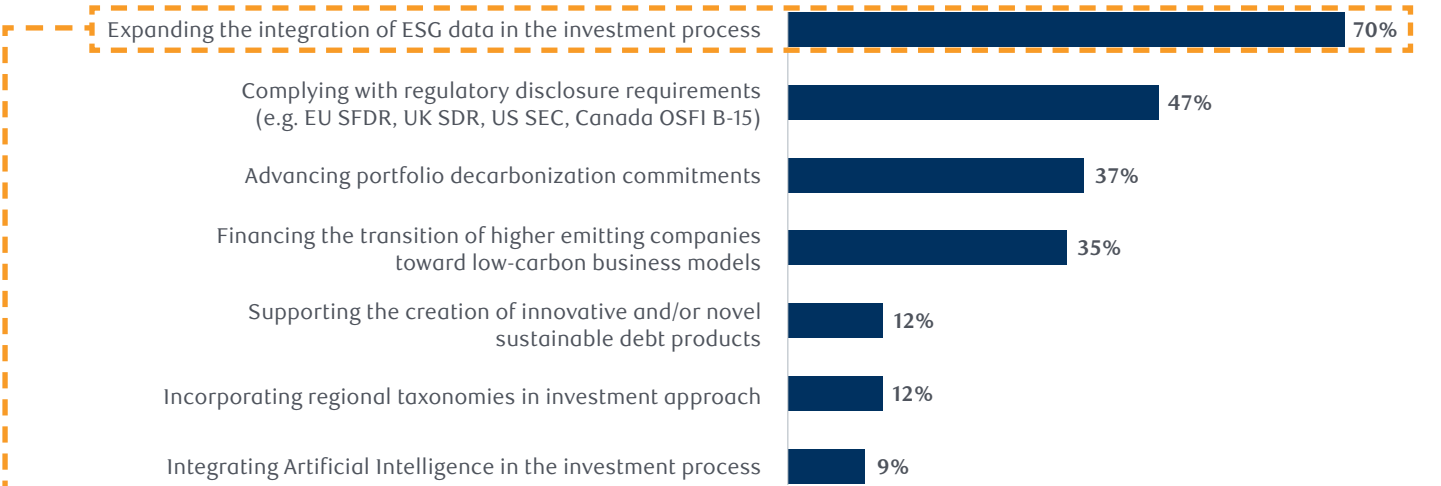 Expanding the integration of ESG data in the investment process 70%
Complying with regulatory disclosure requirements
(e.g. EU SFDR, UK SDR, US SEC, Canada OSFI B-15) 47%
Advancing portfolio decarbonization commitments 37%
Financing the transition of higher emitting companies
toward low-carbon business models 35%
Supporting the creation of innovative and/or novel
sustainable debt products 12%
Incorporating regional taxonomies in investment approach 12%
Integrating Artificial Intelligence in the investment process 9%